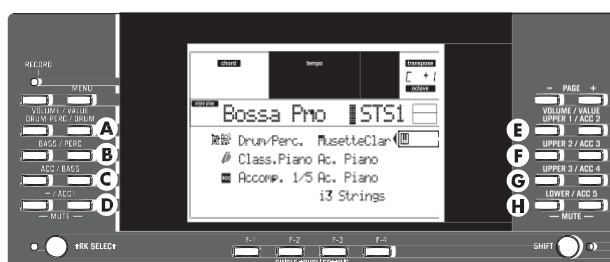 RECORD
MENU
VOLUME / VALUE
DRUM-PERC / DRUM
A
BASS / PERC
B
ACC / BASS
C
– / ACC1
D
— MUTE —
TRK SELECT
chord
tempo
transpose
C +1
octave
style play
Bossa Pno
STS1
Drum/Perc.
MusetteClar
Class.Piano
Ac. Piano
Accomp. 1/5
Ac. Piano
i3 Strings
F-1
F-2
F-3
F-4
– PAGE +
VOLUME / VALUE
UPPER 1 / ACC 2
E
UPPER 2 / ACC 3
F
UPPER 3 / ACC 4
G
LOWER / ACC 5
H
— MUTE —
SHIFT